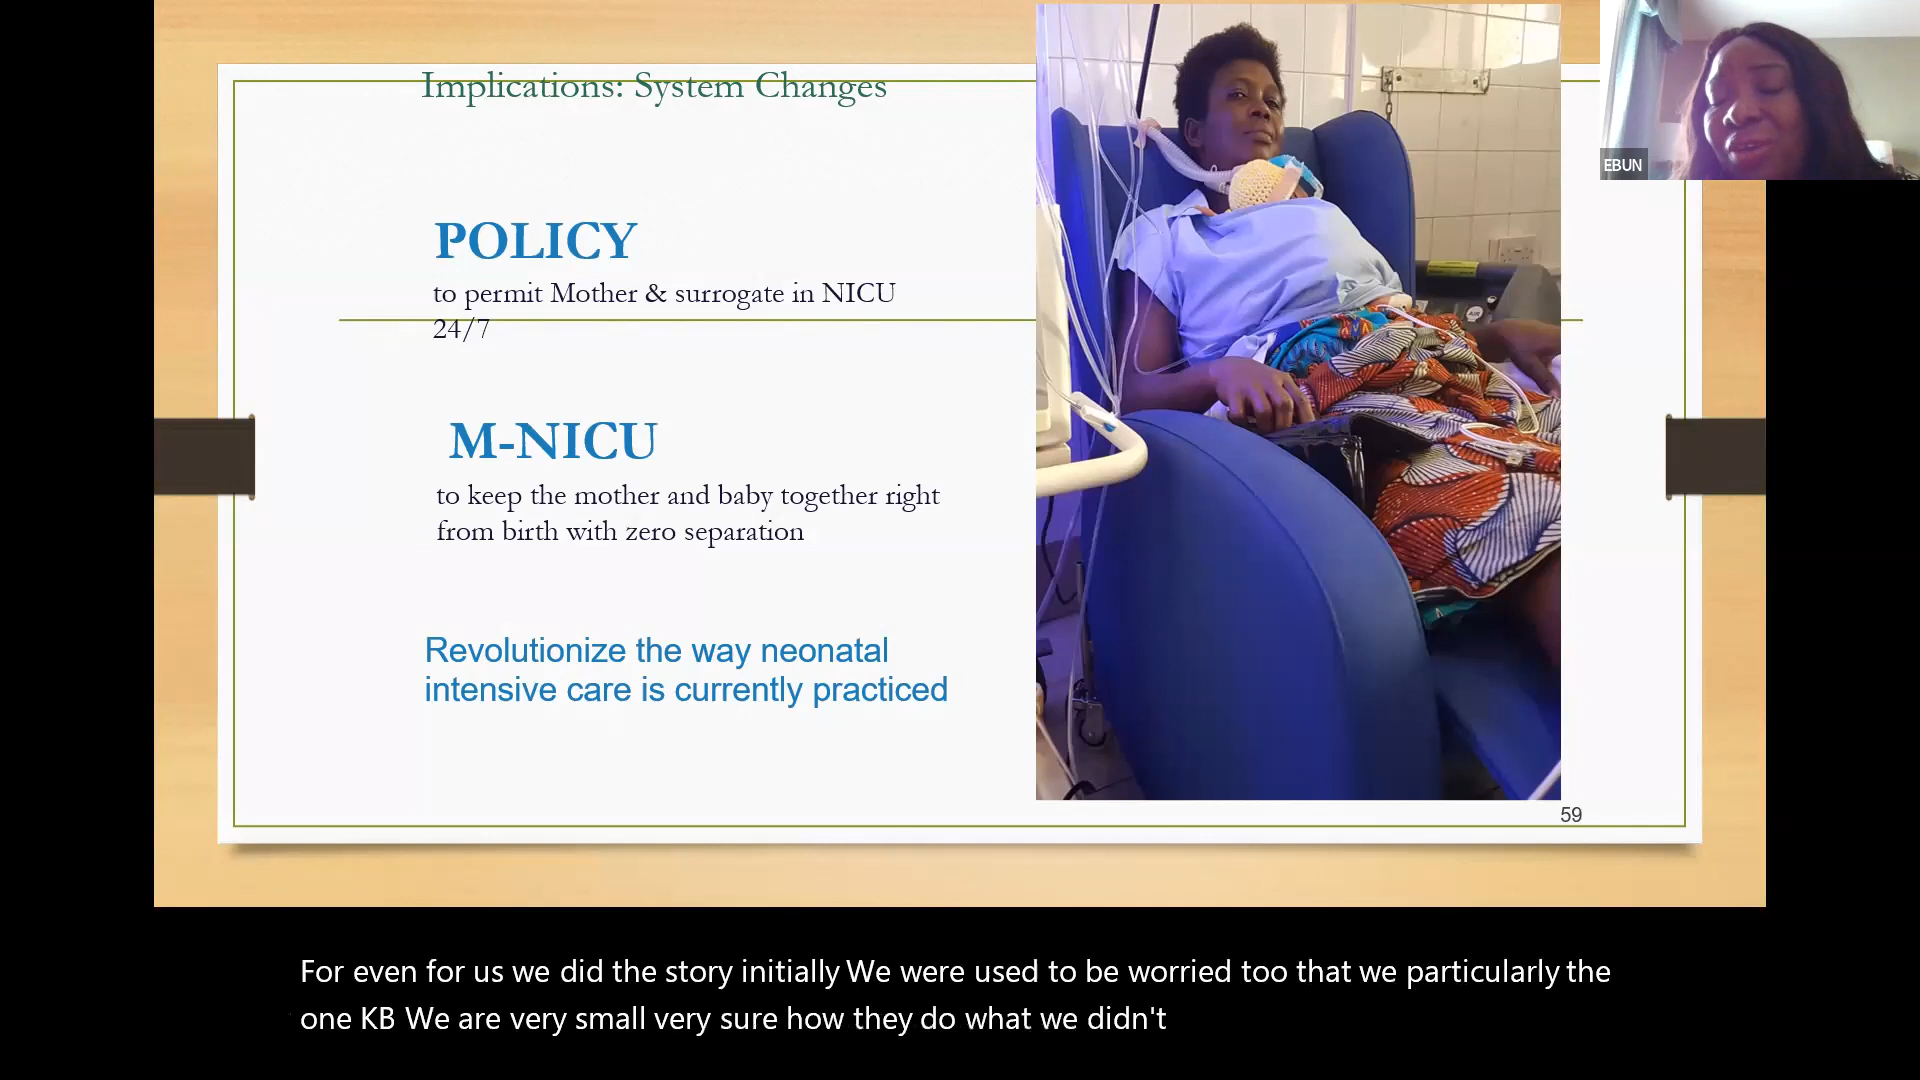 Implications: System Changes
POLICY
to permit Mother & surrogate in NICU
24/7
M-NICU
to keep the mother and baby together right
from birth with zero separation
Revolutionize the way neonatal
intensive care is currently practiced
AIR
EBUN
59
For even for us we did the story initially We were used to be worried too that we particularly the
one KB We are very small very sure how they do what we didn't